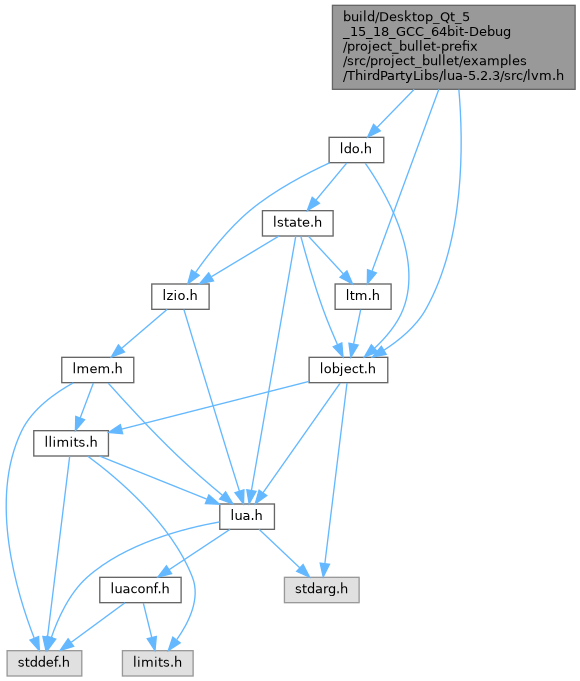 build/Desktop_Qt_5
_15_18_GCC_64bit-Debug
/project_bullet-prefix
/src/project_bullet/examples
/ThirdPartyLibs/lua-5.2.3/src/lvm.h
ldo.h
lstate.h
lzio.h
ltm.h
lmem.h
lobject.h
llimits.h
lua.h
luaconf.h
stdarg.h
stddef.h
limits.h